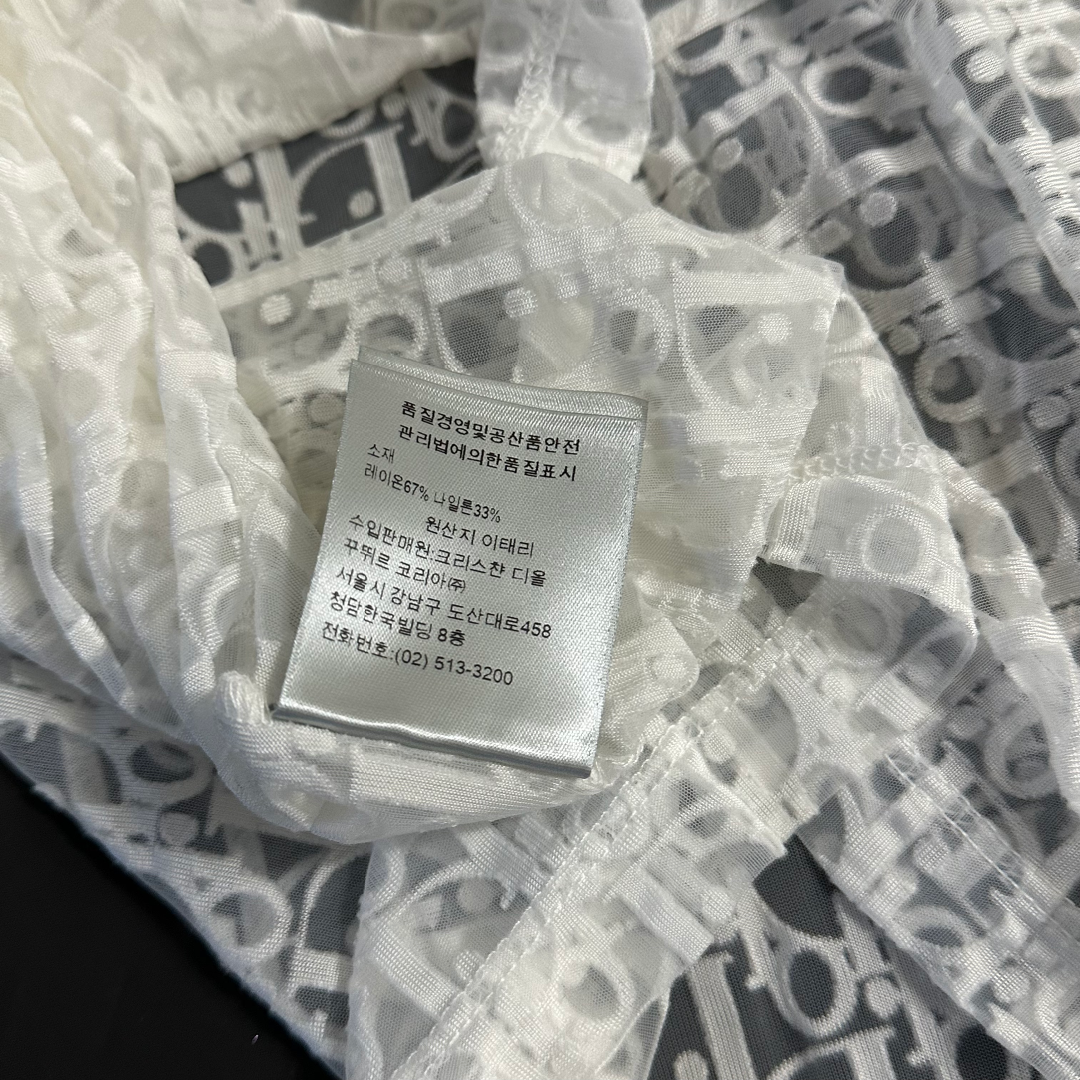 품질경영및공산품안전
관리법에의한품질표시
소재
레이온67% 나일론33%
원산지 이태리
수입판매원:크리스챤 디올
꾸뛰르 코리아㈜
서울시 강남구 도산대로458
청담한국빌딩 8층
전화번호:(02) 513-3200